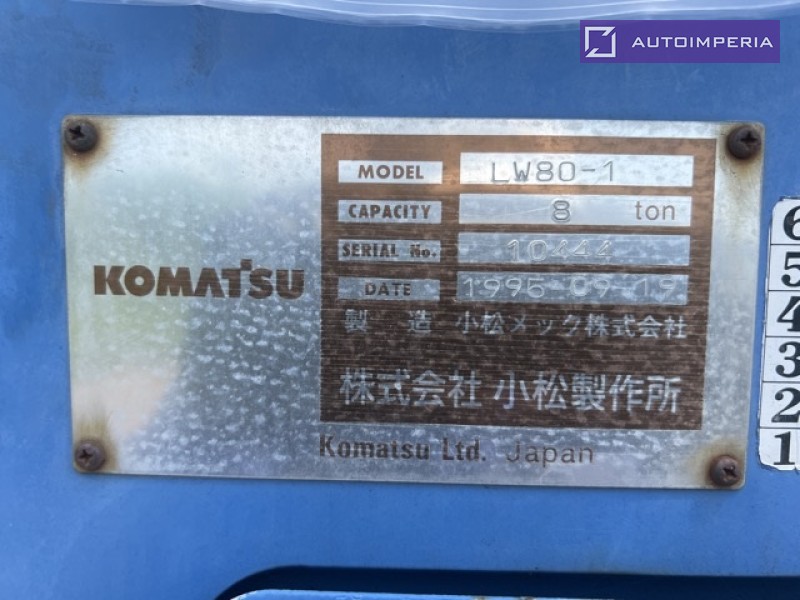 AUTOIMPERIA
KOMATSU
MODEL LW80-1
CAPACITY 8 ton
SERIAL No. 10444
DATE 1995-09-19
製 造 小松メック株式会社
株式会社 小松製作所
Komatsu Ltd. Japan
6
5
4
3
2
1